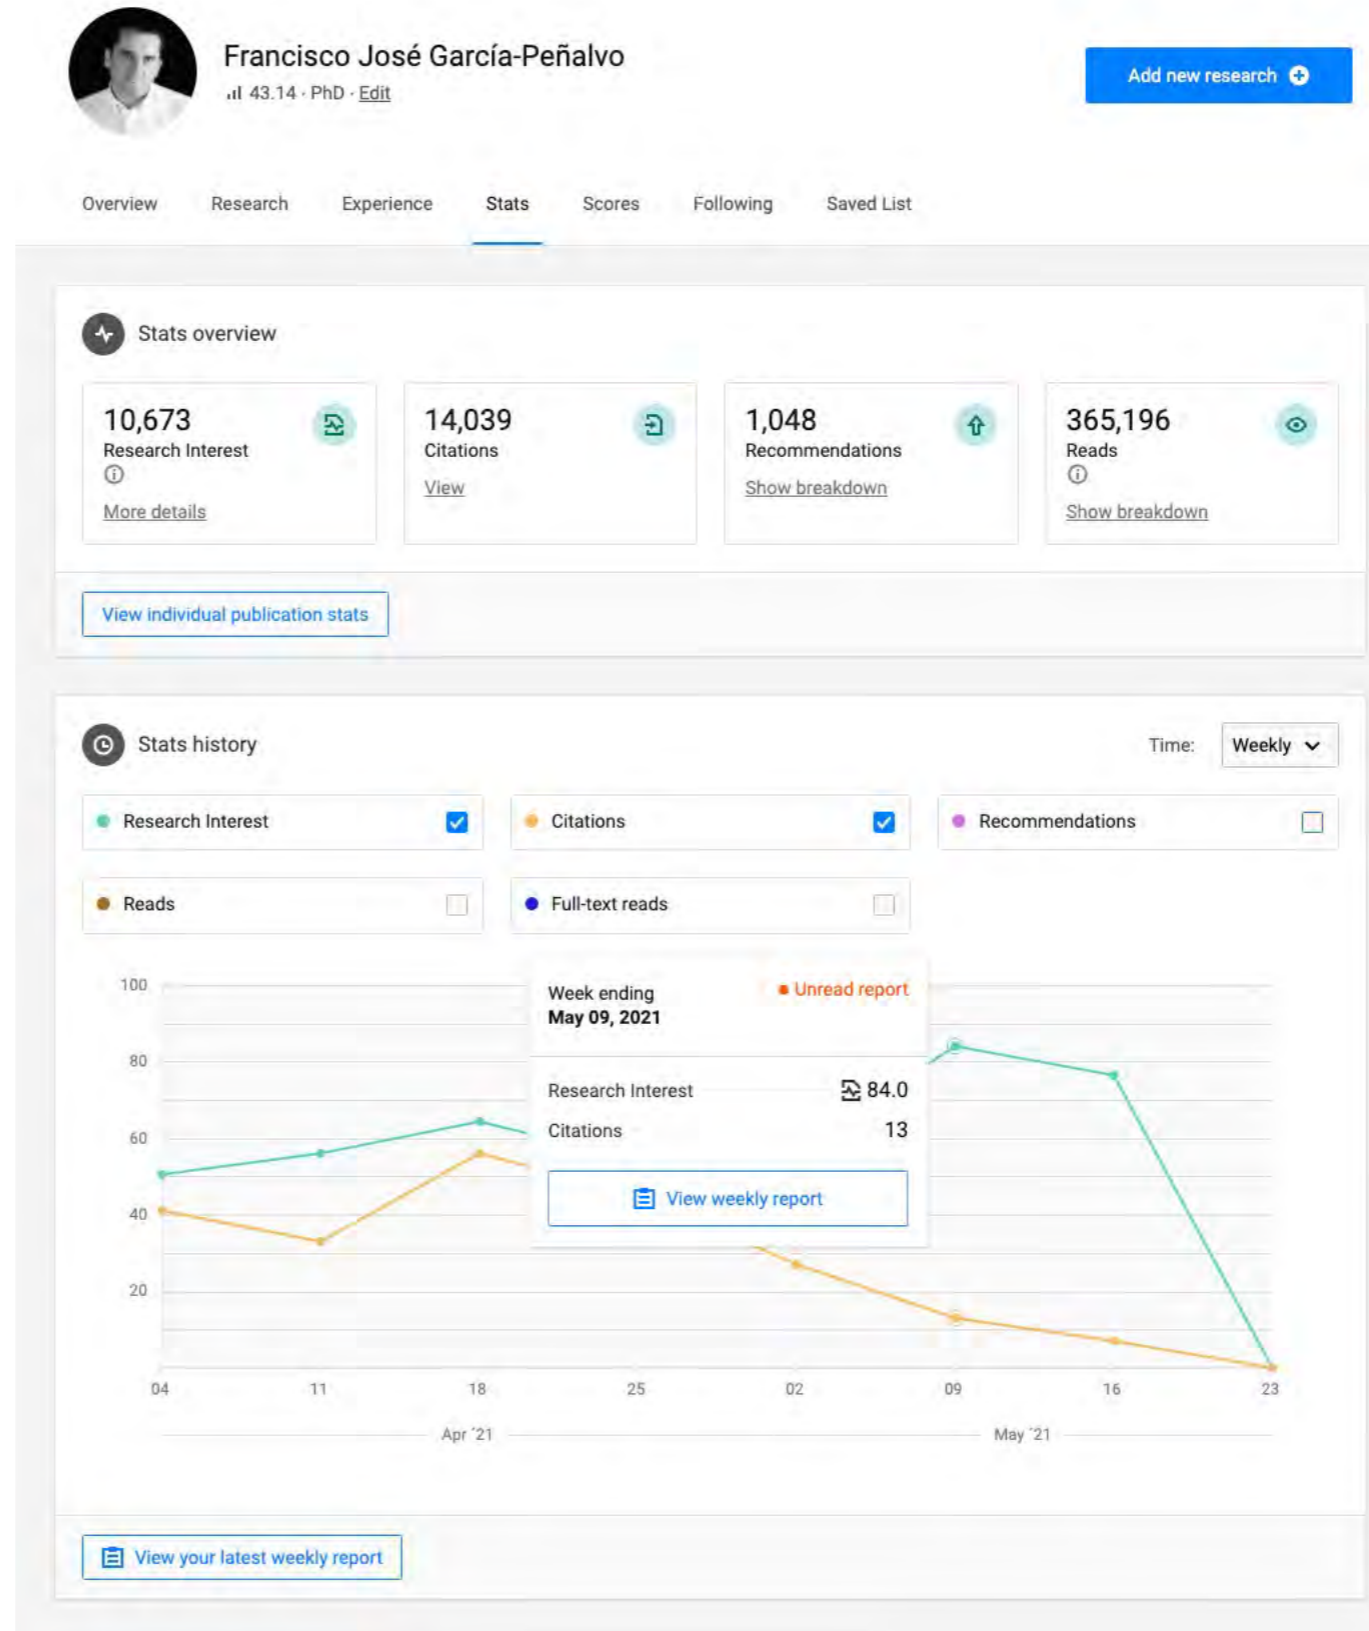 Francisco José García-Peñalvo
43.14 · PhD · Edit
Add new research
Overview Research Experience Stats Scores Following Saved List
Stats overview
10,673 14,039 1,048 365,196
Research Interest Citations Recommendations Reads
View Show breakdown
More details Show breakdown
View individual publication stats
Stats history Time: Weekly
Research Interest Citations Recommendations
Reads Full-text reads
Week ending Unread report
May 09, 2021
Research Interest 84.0
Citations 13
View weekly report
100
80
60
40
20
04 11 18 25 02 09 16 23
Apr ´21 May ´21
View your latest weekly report